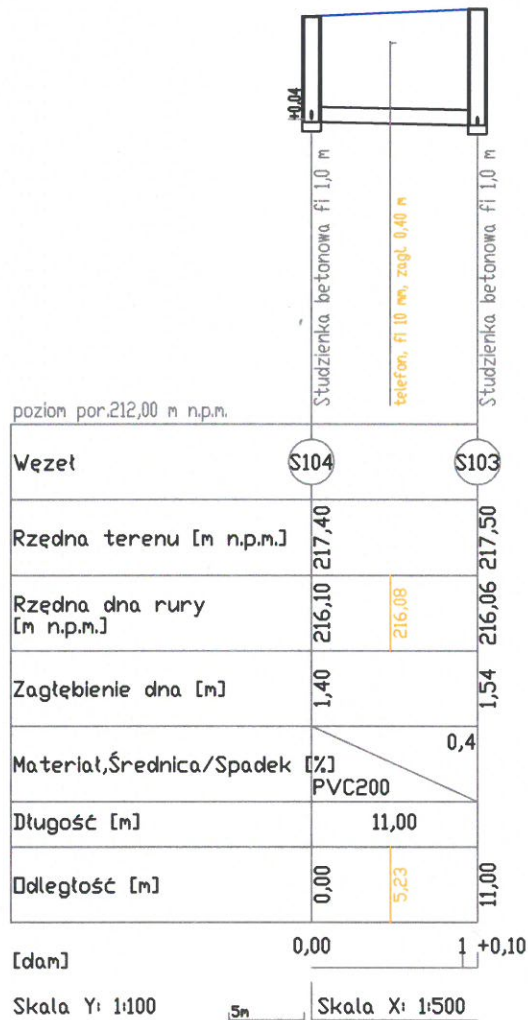 +0,04
Studzienka betonowa fi 1,0 m
telefon, fi 10 mm, zagl 0,40 m
Studzienka betonowa fi 1,0 m
poziom por.212,00 m n.p.m.
Węzeł S104 S103
Rzędna terenu [m n.p.m.] 217,40 217,50
Rzędna dna rury
[m n.p.m.] 216,10 216,08 216,06
Zagłębienie dna [m] 1,40 1,54
0,4
Materiał,Średnica/Spadek [%]
PVC200
Długość [m] 11,00
Odległość [m] 0,00 5,23 11,00
[dam] 0,00 1 +0,10
Skala Y: 1:100 5m Skala X: 1:500